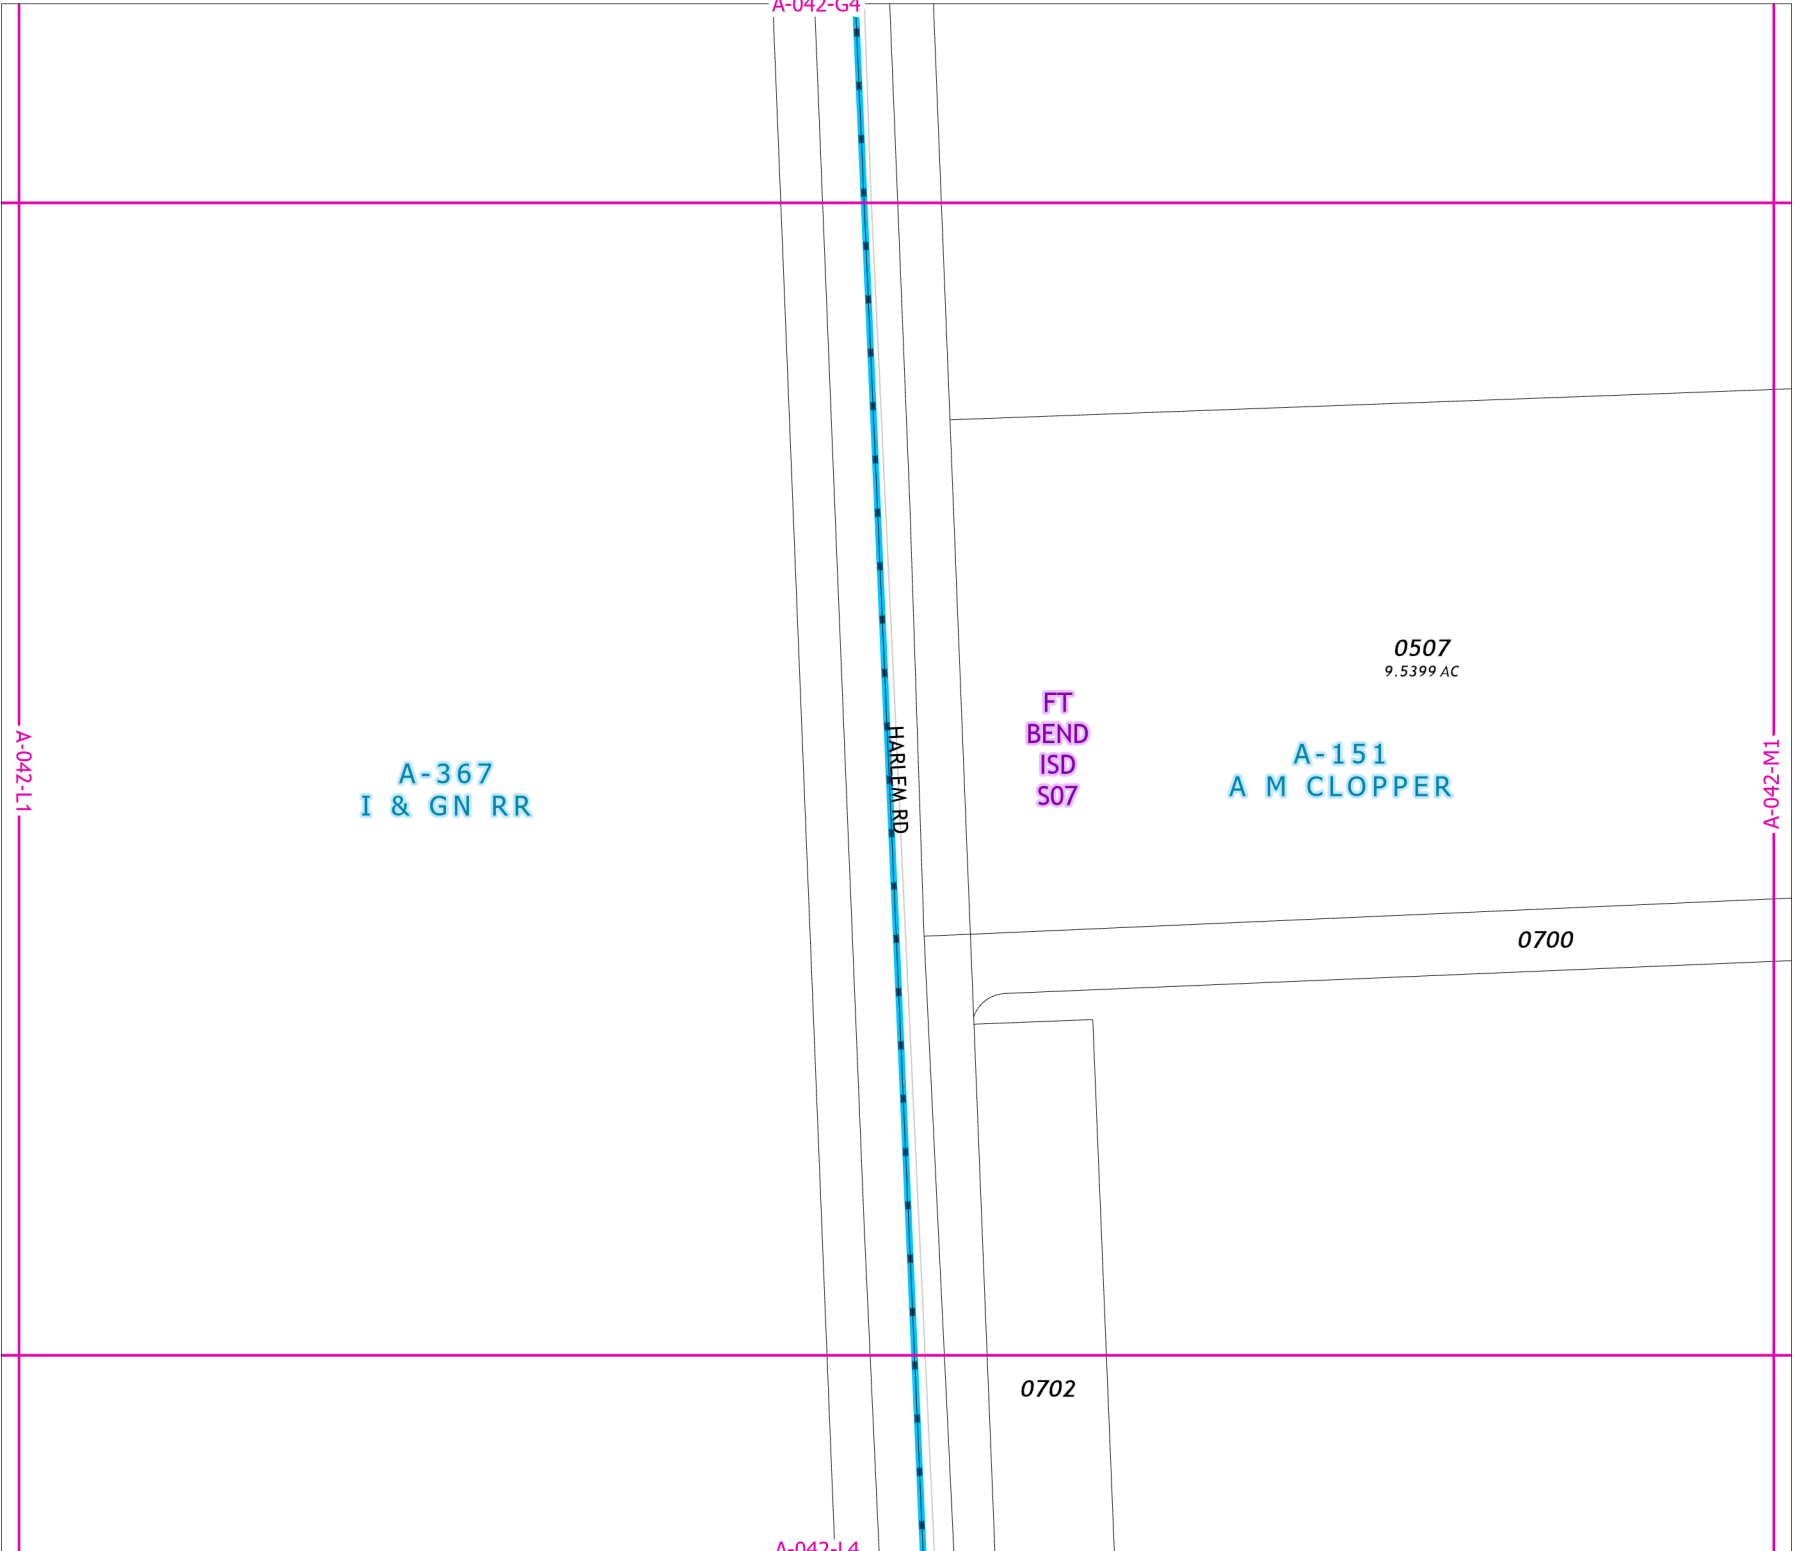 A-042-G4
0507
9.5399 AC
FT
BEND
ISD
S07
HARLEM RD
A-151
A M CLOPPER
A-367
I & GN RR
A-042-L1
A-042-M1
0700
0702
A-042-L4